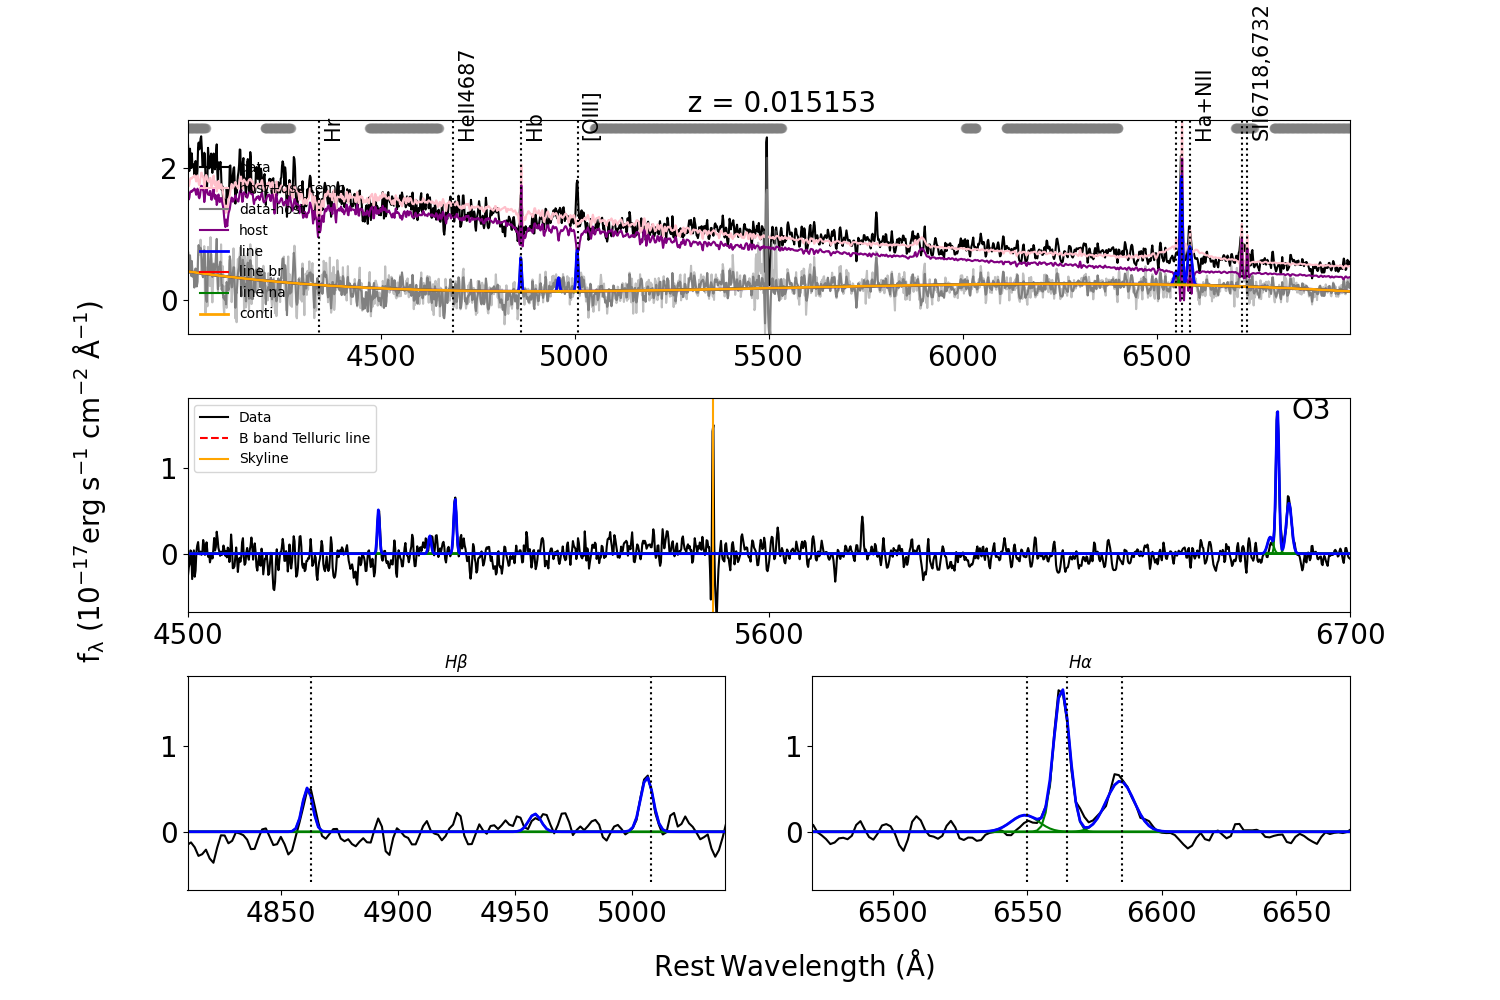 z = 0.015153
Hr
HeII4687
Hb
[OIII]
Ha+NII
SII6718,6732
data
host+qso temp
data-host
host
line
line br
line na
conti
2
0
4500
5000
5500
6000
6500
fλ (10−17erg s−1 cm−2 Å−1)
Data
B band Telluric line
Skyline
O3
1
0
4500
5600
6700
Hβ
1
0
4850
4900
4950
5000
Hα
1
0
6500
6550
6600
6650
Rest Wavelength (Å)